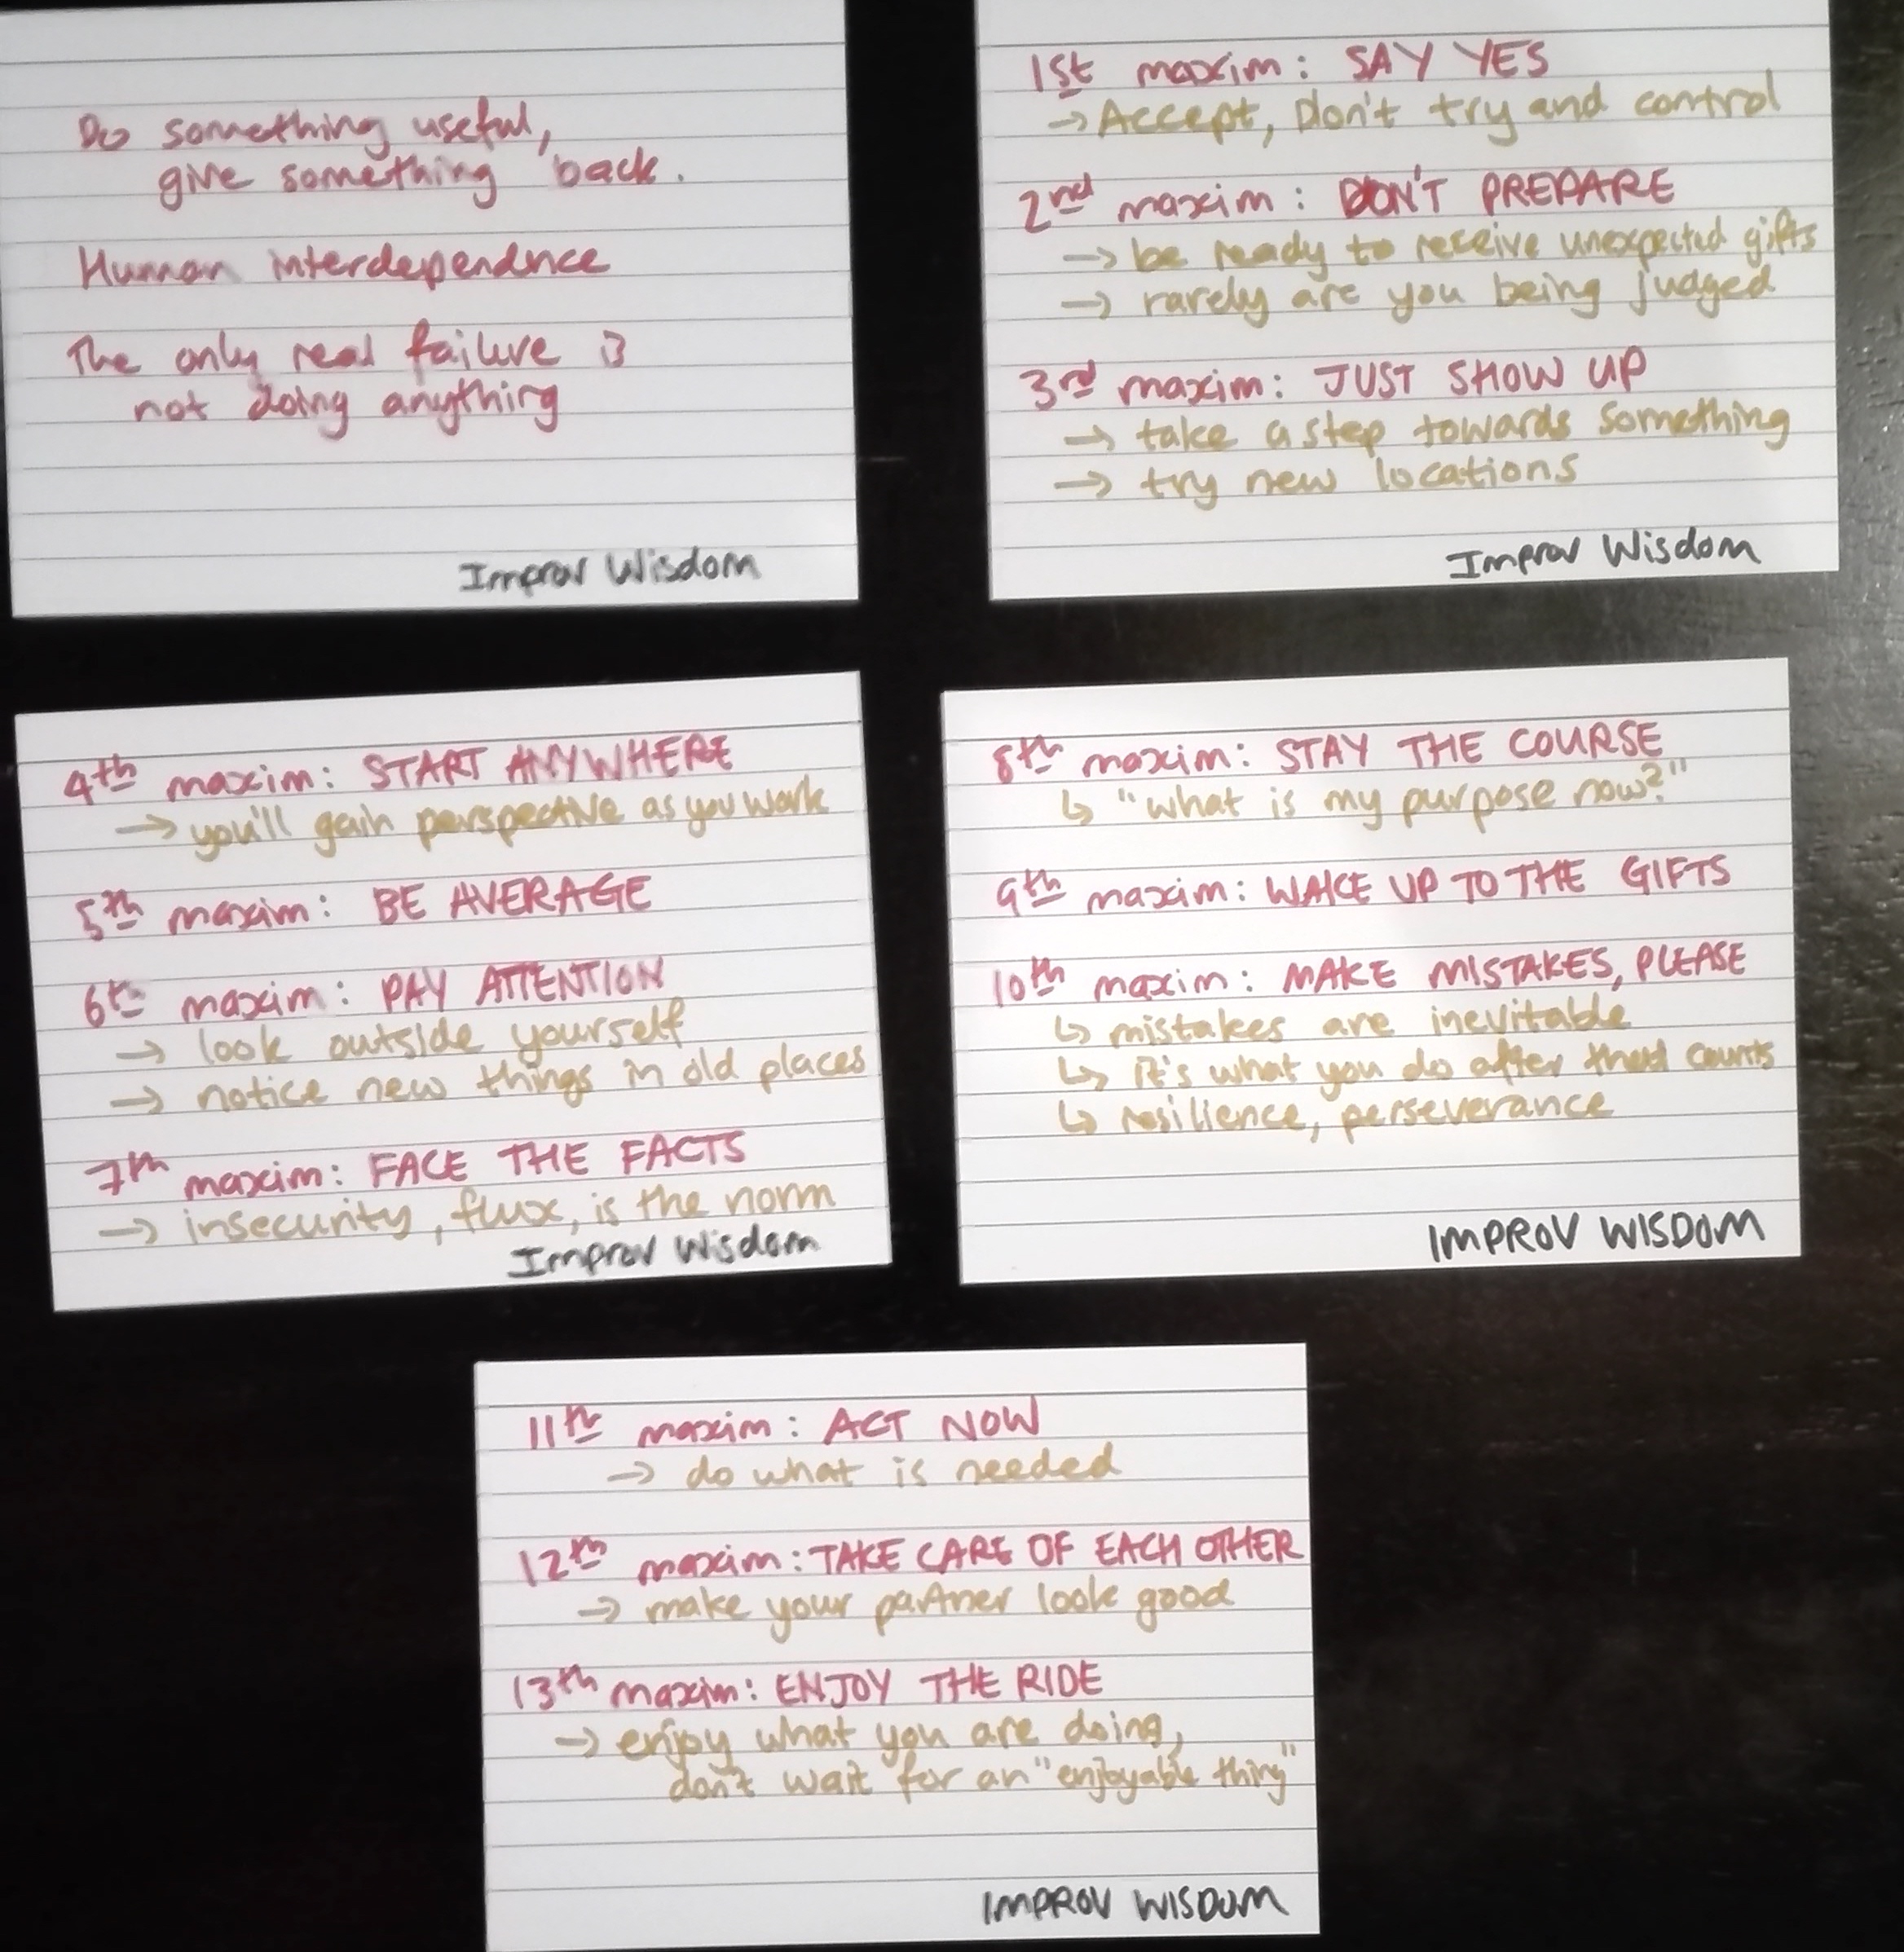 Do something useful,
give something back.
Human interdependnce
The only real failure is
not doing anything
Improv Wisdom
1st maxim: SAY YES
→ Accept, Don't try and control
2nd maxim: DON'T PREPARE
→ be ready to receive unexpected gifts
→ rarely are you being judged
3rd maxim: JUST SHOW UP
→ take a step towards something
→ try new locations
Improv Wisdom
4th maxim: START ANYWHERE
→ you'll gain perspective as you work
5th maxim: BE AVERAGE
6th maxim: PAY ATTENTION
→ look outside yourself
→ notice new things in old places
7th maxim: FACE THE FACTS
→ insecurity, flux, is the norm
Improv Wisdom
8th maxim: STAY THE COURSE
↳ "what is my purpose now?"
9th maxim: WAKE UP TO THE GIFTS
10th maxim: MAKE MISTAKES, PLEASE
↳ mistakes are inevitable
↳ it's what you do after that counts
↳ resilience, perseverance
IMPROV WISDOM
11th maxim: ACT NOW
→ do what is needed
12th maxim: TAKE CARE OF EACH OTHER
→ make your partner look good
13th maxim: ENJOY THE RIDE
→ enjoy what you are doing,
don't wait for an "enjoyable thing"
IMPROV WISDOM